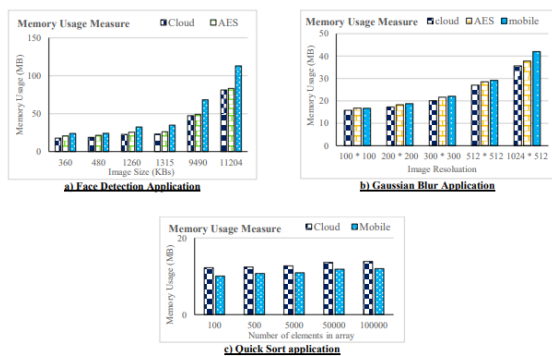 Memory Usage Measure Cloud AES Mobile
Memory Usage (MB)
150
100
50
0
360 480 1260 1315 9490 11204
Image Size (KBs)
a) Face Detection Application
Memory Usage Measure cloud AES mobile
Memory Usage (MB)
50
40
30
20
10
0
100 * 100 200 * 200 300 * 300 512 * 512 1024 * 512
Image Resoluation
b) Gaussian Blur Application
Memory Usage Measure Cloud Mobile
Memory Usage (MB)
20
0
100 500 5000 50000 100000
Number of elements in array
c) Quick Sort application